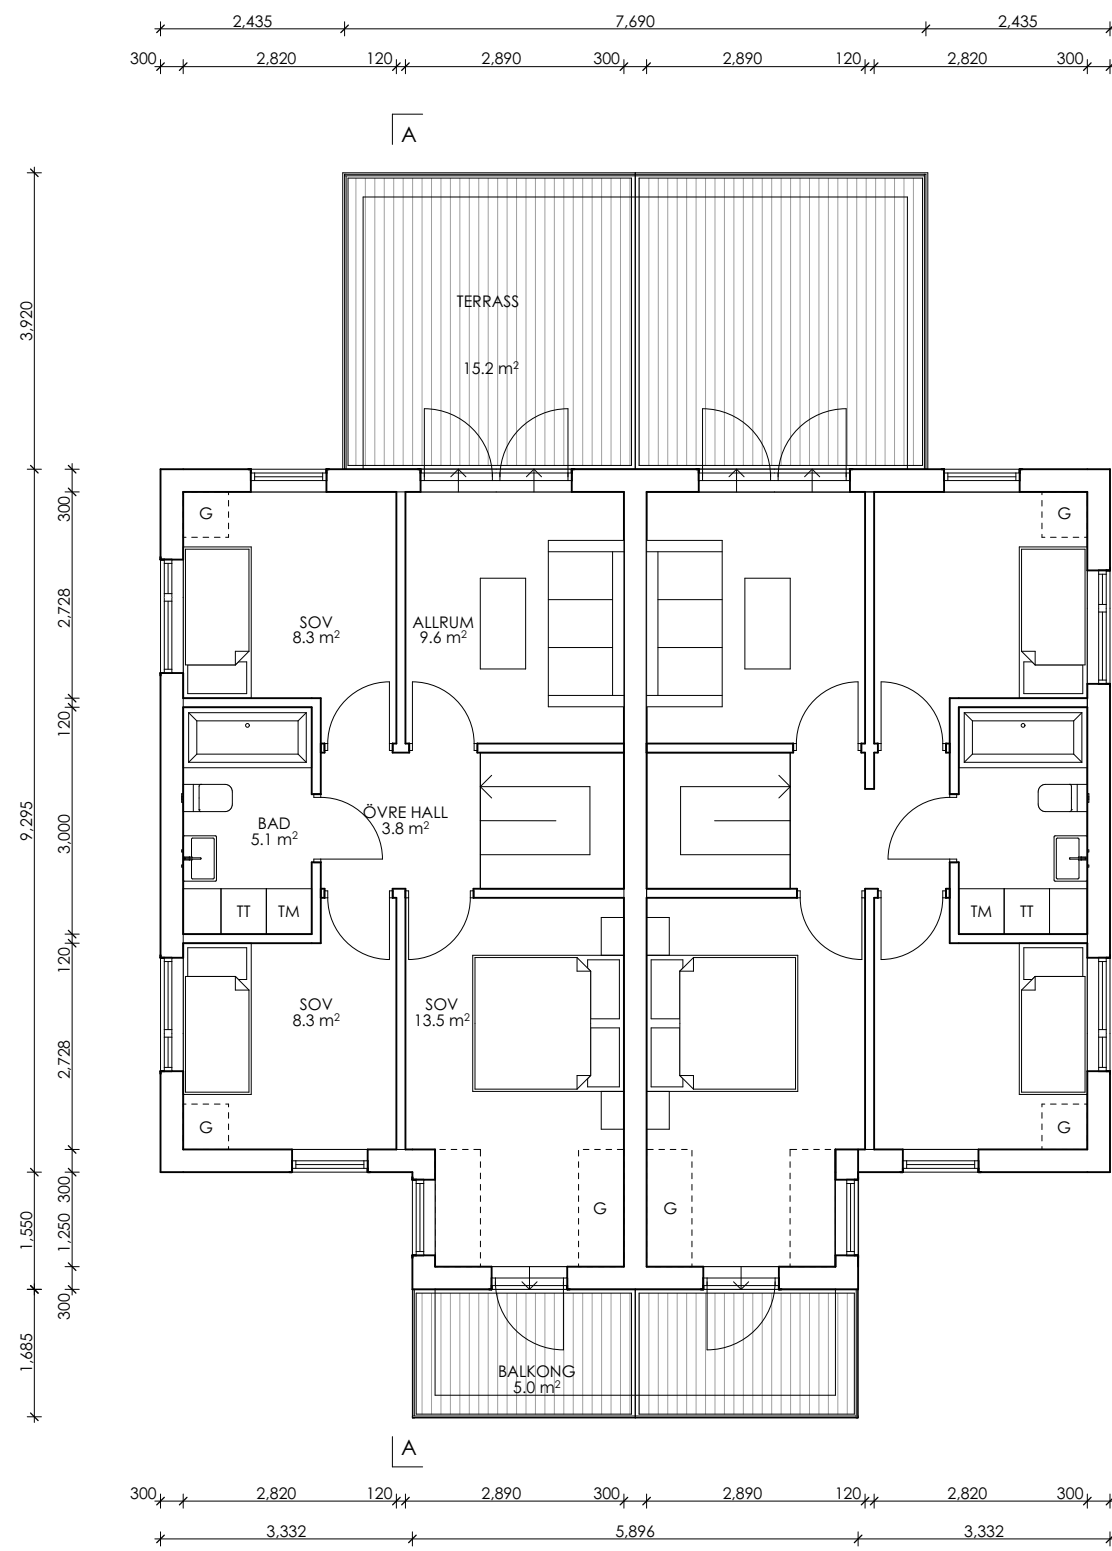 2,435 7,690 2,435
300 2,820 120 2,890 300 2,890 120 2,820 300
A
3,920
TERRASS
15.2 m²
300
G G
2,728
SOV
8.3 m²
ALLRUM
9.6 m²
120
9,295
3,000
ÖVRE HALL
3.8 m²
BAD
5.1 m²
TT TM TM TT
120
SOV
8.3 m²
SOV
13.5 m²
2,728
G G
300
G G
1,550
1,250
300
1,685
BALKONG
5.0 m²
A
300 2,820 120 2,890 300 2,890 120 2,820 300
3,332 5,896 3,332